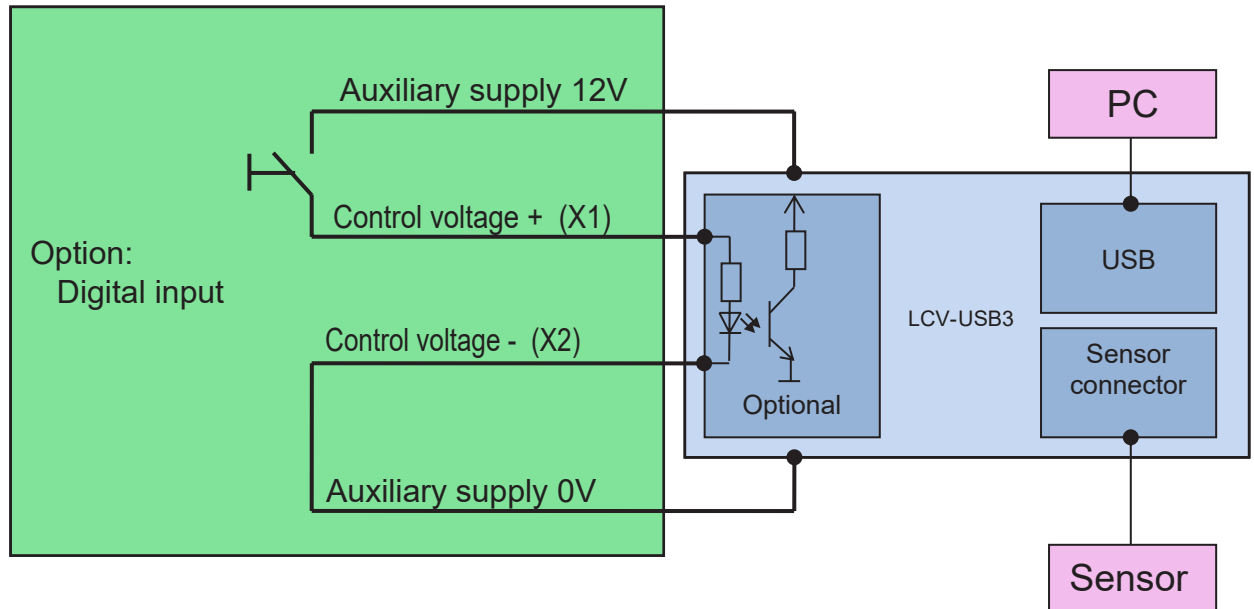 Auxiliary supply 12V
Control voltage + (X1)
Option:
Digital input
Control voltage - (X2)
Auxiliary supply 0V
Optional
LCV-USB3
PC
USB
Sensor
connector
Sensor